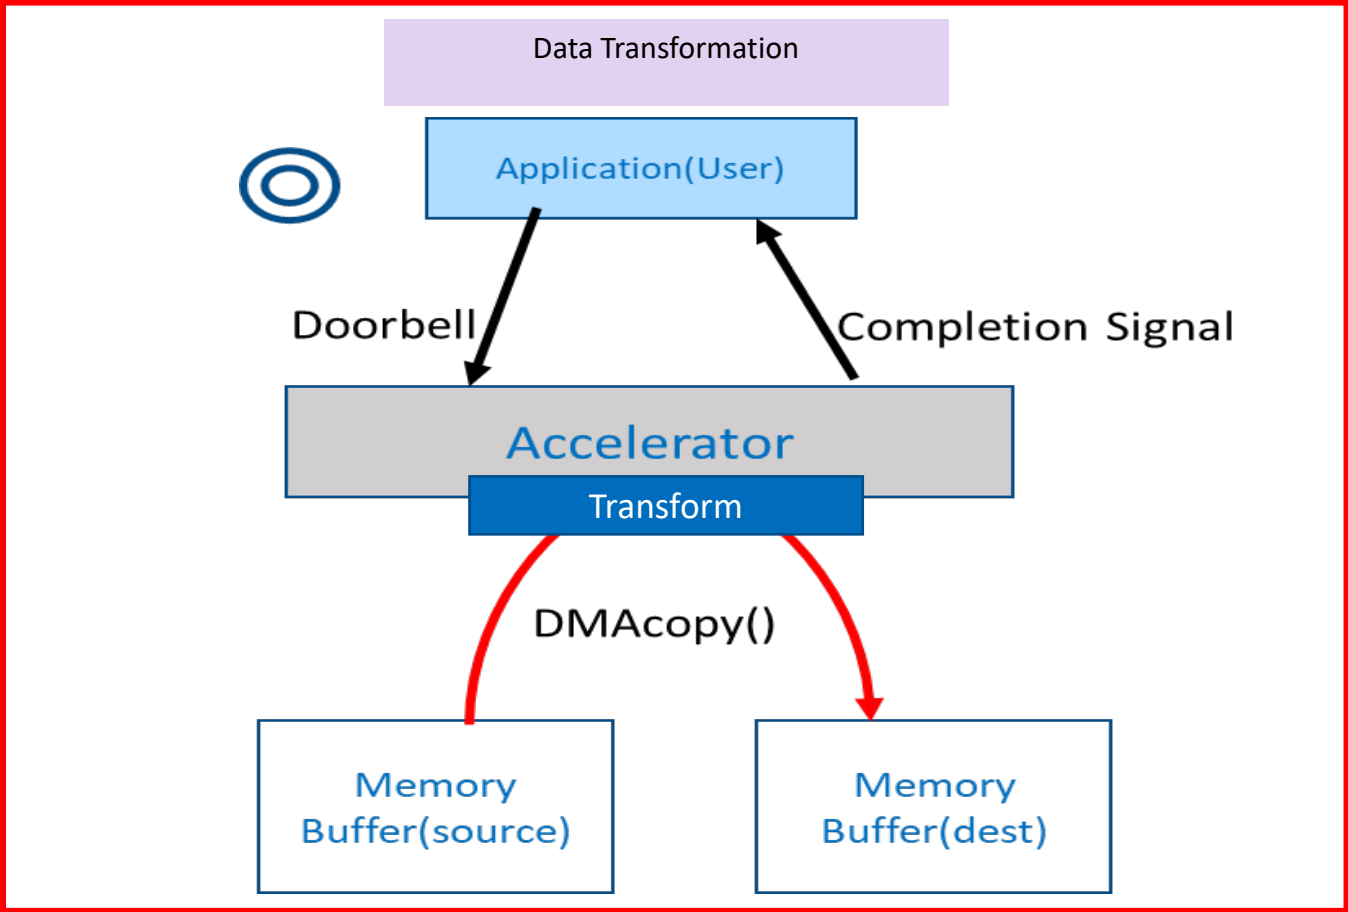 Data Transformation
Application(User)
Doorbell
Completion Signal
Accelerator
Transform
DMAcopy()
Memory
Buffer(source)
Memory
Buffer(dest)